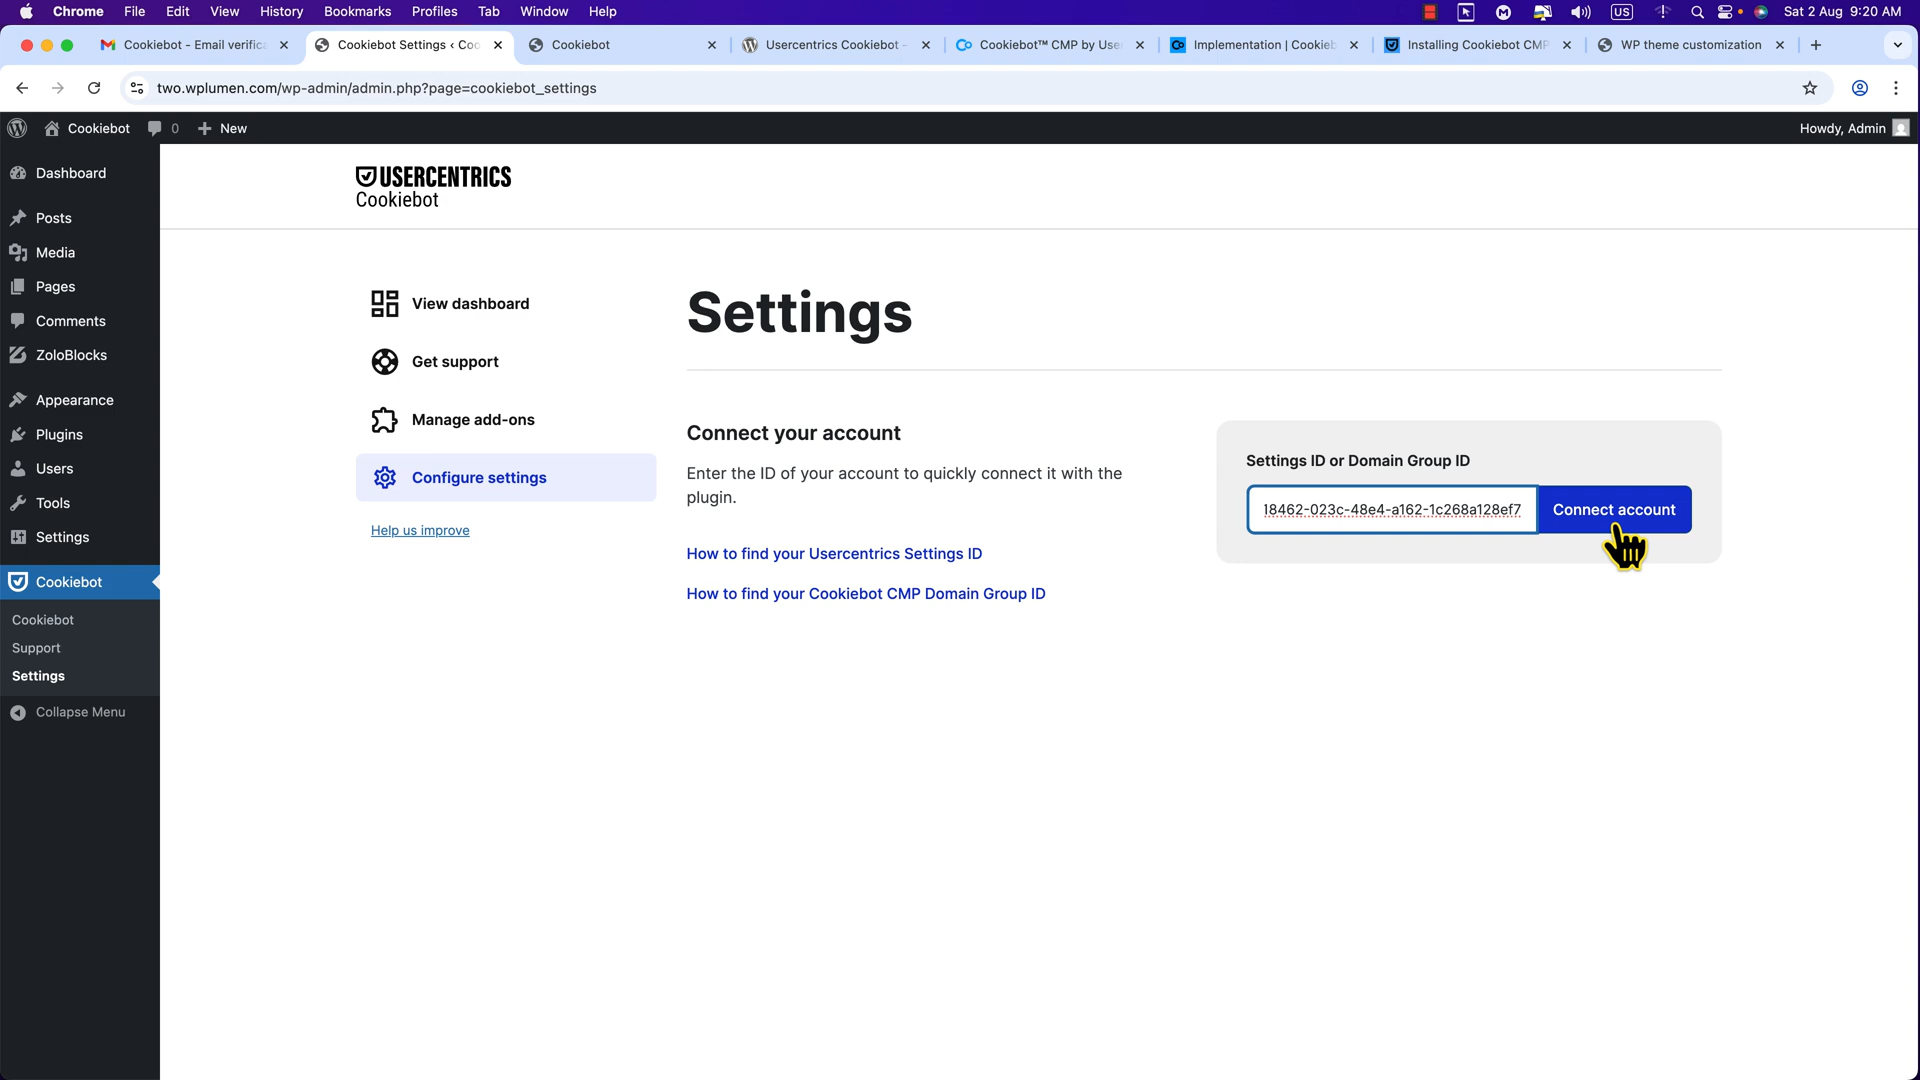 Chrome File Edit View History Bookmarks Profiles Tab Window Help US Sat 2 Aug 9:20 AM
Cookiebot - Email verific Cookiebot Settings ‹ Coo Cookiebot Usercentrics Cookiebot - Cookiebot™ CMP by Use Implementation | Cookieb Installing Cookiebot CMP WP theme customization
two.wplumen.com/wp-admin/admin.php?page=cookiebot_settings
Cookiebot 0 New Howdy, Admin
Dashboard
Posts
Media
Pages
Comments
ZoloBlocks
Appearance
Plugins
Users
Tools
Settings
Cookiebot
Cookiebot
Support
Settings
Collapse Menu
USERCENTRICS
Cookiebot
View dashboard
Get support
Manage add-ons
Configure settings
Help us improve
Settings
Connect your account
Enter the ID of your account to quickly connect it with the
plugin.
How to find your Usercentrics Settings ID
How to find your Cookiebot CMP Domain Group ID
Settings ID or Domain Group ID
18462-023c-48e4-a162-1c268a128ef7 Connect account